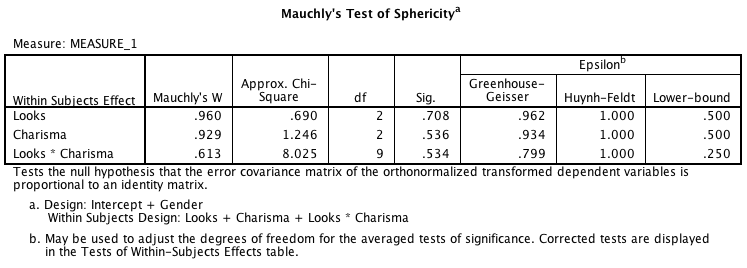 Mauchly's Test of Sphericityᵃ
Measure: MEASURE_1
Epsilonᵇ
Within Subjects Effect Mauchly's W Approx. Chi-Square df Sig. Greenhouse-Geisser Huynh-Feldt Lower-bound
Looks .960 .690 2 .708 .962 1.000 .500
Charisma .929 1.246 2 .536 .934 1.000 .500
Looks * Charisma .613 8.025 9 .534 .799 1.000 .250
Tests the null hypothesis that the error covariance matrix of the orthonormalized transformed dependent variables is
proportional to an identity matrix.
a. Design: Intercept + Gender
Within Subjects Design: Looks + Charisma + Looks * Charisma
b. May be used to adjust the degrees of freedom for the averaged tests of significance. Corrected tests are displayed
in the Tests of Within-Subjects Effects table.